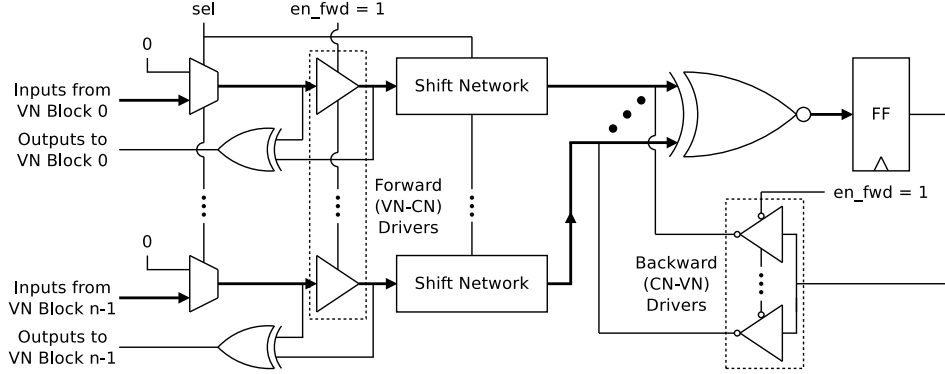 sel
en_fwd = 1
0
Inputs from
VN Block 0
Outputs to
VN Block 0
Shift Network
FF
Forward
(VN-CN)
Drivers
en_fwd = 1
0
Inputs from
VN Block n-1
Outputs to
VN Block n-1
Shift Network
Backward
(CN-VN)
Drivers